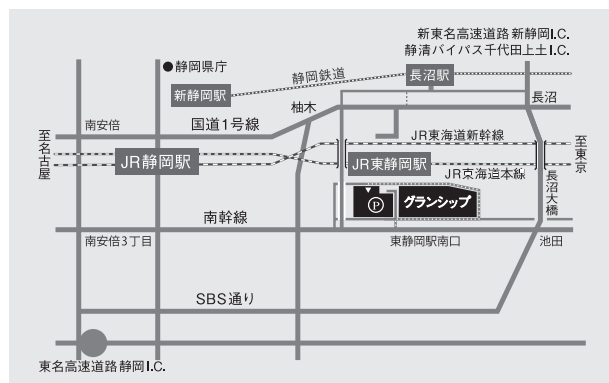 新東名高速道路 新静岡I.C.
静清バイパス千代田上土I.C.
●静岡県庁
静岡鉄道
長沼駅
新静岡駅
柚木
長沼
南安倍
国道1号線
JR東海道新幹線
至名古屋
JR静岡駅
JR東静岡駅
至東京
JR東海道本線
長沼大橋
P
グランシップ
南幹線
南安倍3丁目
東静岡駅南口
池田
SBS通り
東名高速道路 静岡I.C.